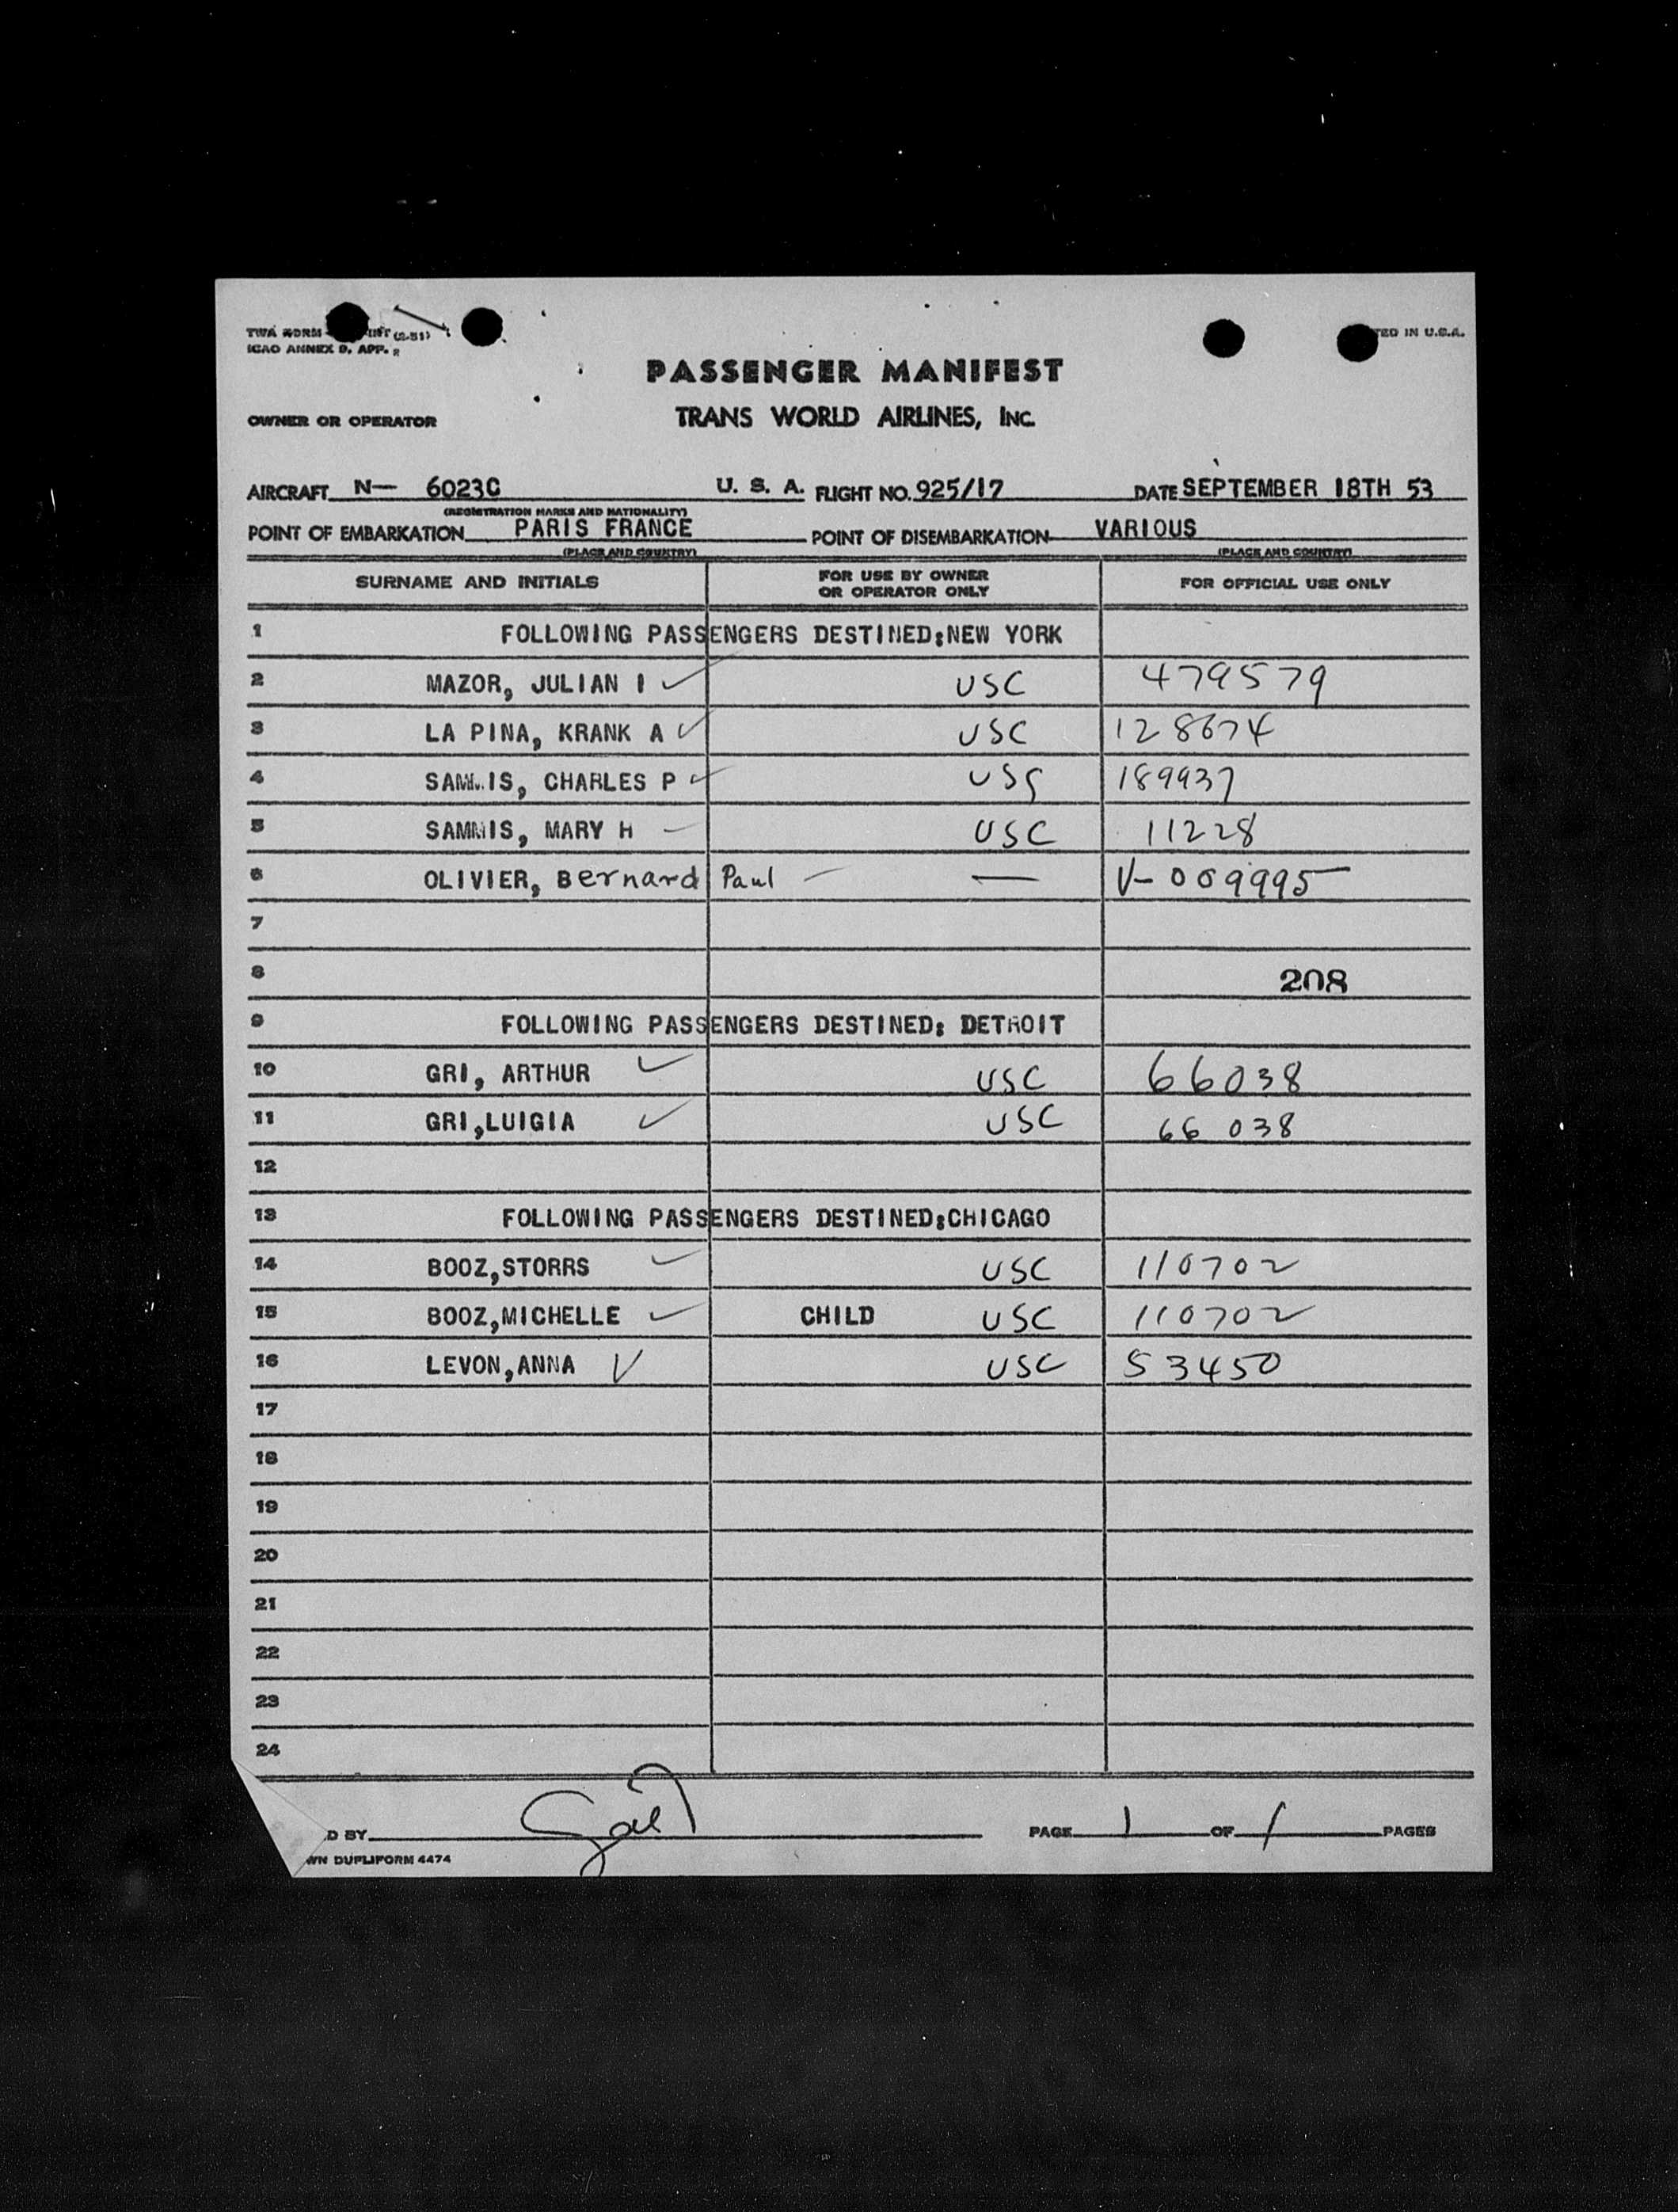 TWA FORM (2-51)
ICAO ANNEX 9, APP. 2
TED IN U.S.A.
PASSENGER MANIFEST
OWNER OR OPERATOR TRANS WORLD AIRLINES, INC.
AIRCRAFT N— 6023C U. S. A. FLIGHT NO. 925/17 DATE SEPTEMBER 18TH 53
(REGISTRATION MARKS AND NATIONALITY)
POINT OF EMBARKATION PARIS FRANCE POINT OF DISEMBARKATION VARIOUS
(PLACE AND COUNTRY) (PLACE AND COUNTRY)
SURNAME AND INITIALS FOR USE BY OWNER OR OPERATOR ONLY FOR OFFICIAL USE ONLY
1 FOLLOWING PASSENGERS DESTINED:NEW YORK
2 MAZOR, JULIAN I ✓ USC 479579
3 LA PINA, KRANK A ✓ USC 128674
4 SAMMIS, CHARLES P ✓ USC 189937
5 SAMMIS, MARY H — USC 11228
6 OLIVIER, Bernard Paul — — V-009995
7
8 208
9 FOLLOWING PASSENGERS DESTINED: DETROIT
10 GRI, ARTHUR ✓ USC 66038
11 GRI,LUIGIA ✓ USC 66 038
12
13 FOLLOWING PASSENGERS DESTINED:CHICAGO
14 BOOZ,STORRS ✓ USC 110702
15 BOOZ,MICHELLE ✓ CHILD USC 110702
16 LEVON,ANNA ✓ USC 53450
17
18
19
20
21
22
23
24
D BY PAGE 1 OF 1 PAGES
WN DUPLIFORM 4474